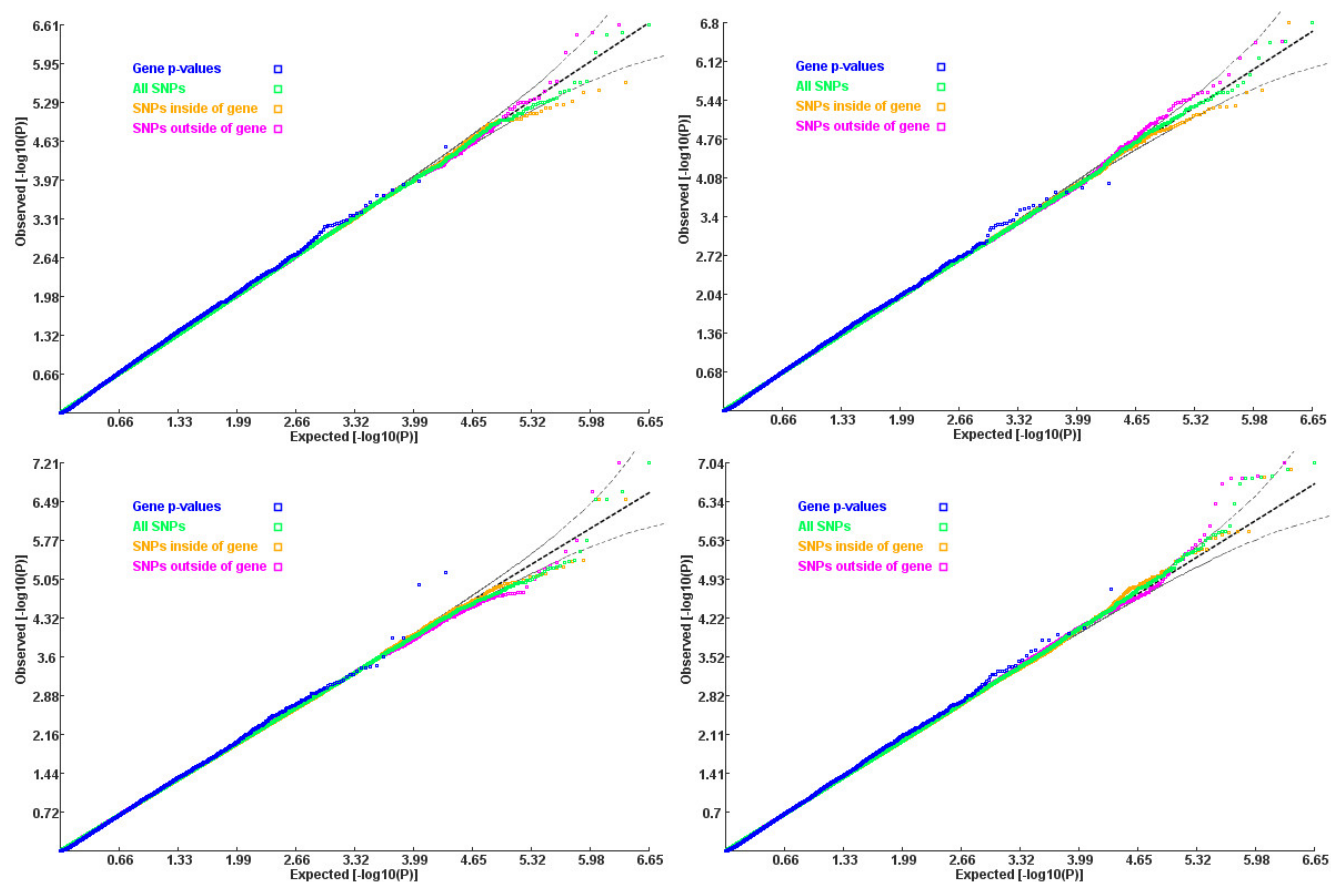 6.61
5.95
5.29
4.63
3.97
3.31
2.64
1.98
1.32
0.66
Observed [-log10(P)]
Gene p-values
All SNPs
SNPs inside of gene
SNPs outside of gene
0.66 1.33 1.99 2.66 3.32 3.99 4.65 5.32 5.98 6.65
Expected [-log10(P)]
6.8
6.12
5.44
4.76
4.08
3.4
2.72
2.04
1.36
0.68
Observed [-log10(P)]
Gene p-values
All SNPs
SNPs inside of gene
SNPs outside of gene
0.66 1.33 1.99 2.66 3.32 3.99 4.65 5.32 5.98 6.65
Expected [-log10(P)]
7.21
6.49
5.77
5.05
4.32
3.6
2.88
2.16
1.44
0.72
Observed [-log10(P)]
Gene p-values
All SNPs
SNPs inside of gene
SNPs outside of gene
0.66 1.33 1.99 2.66 3.32 3.99 4.65 5.32 5.98 6.65
Expected [-log10(P)]
7.04
6.34
5.63
4.93
4.22
3.52
2.82
2.11
1.41
0.7
Observed [-log10(P)]
Gene p-values
All SNPs
SNPs inside of gene
SNPs outside of gene
0.66 1.33 1.99 2.66 3.32 3.99 4.65 5.32 5.98 6.65
Expected [-log10(P)]